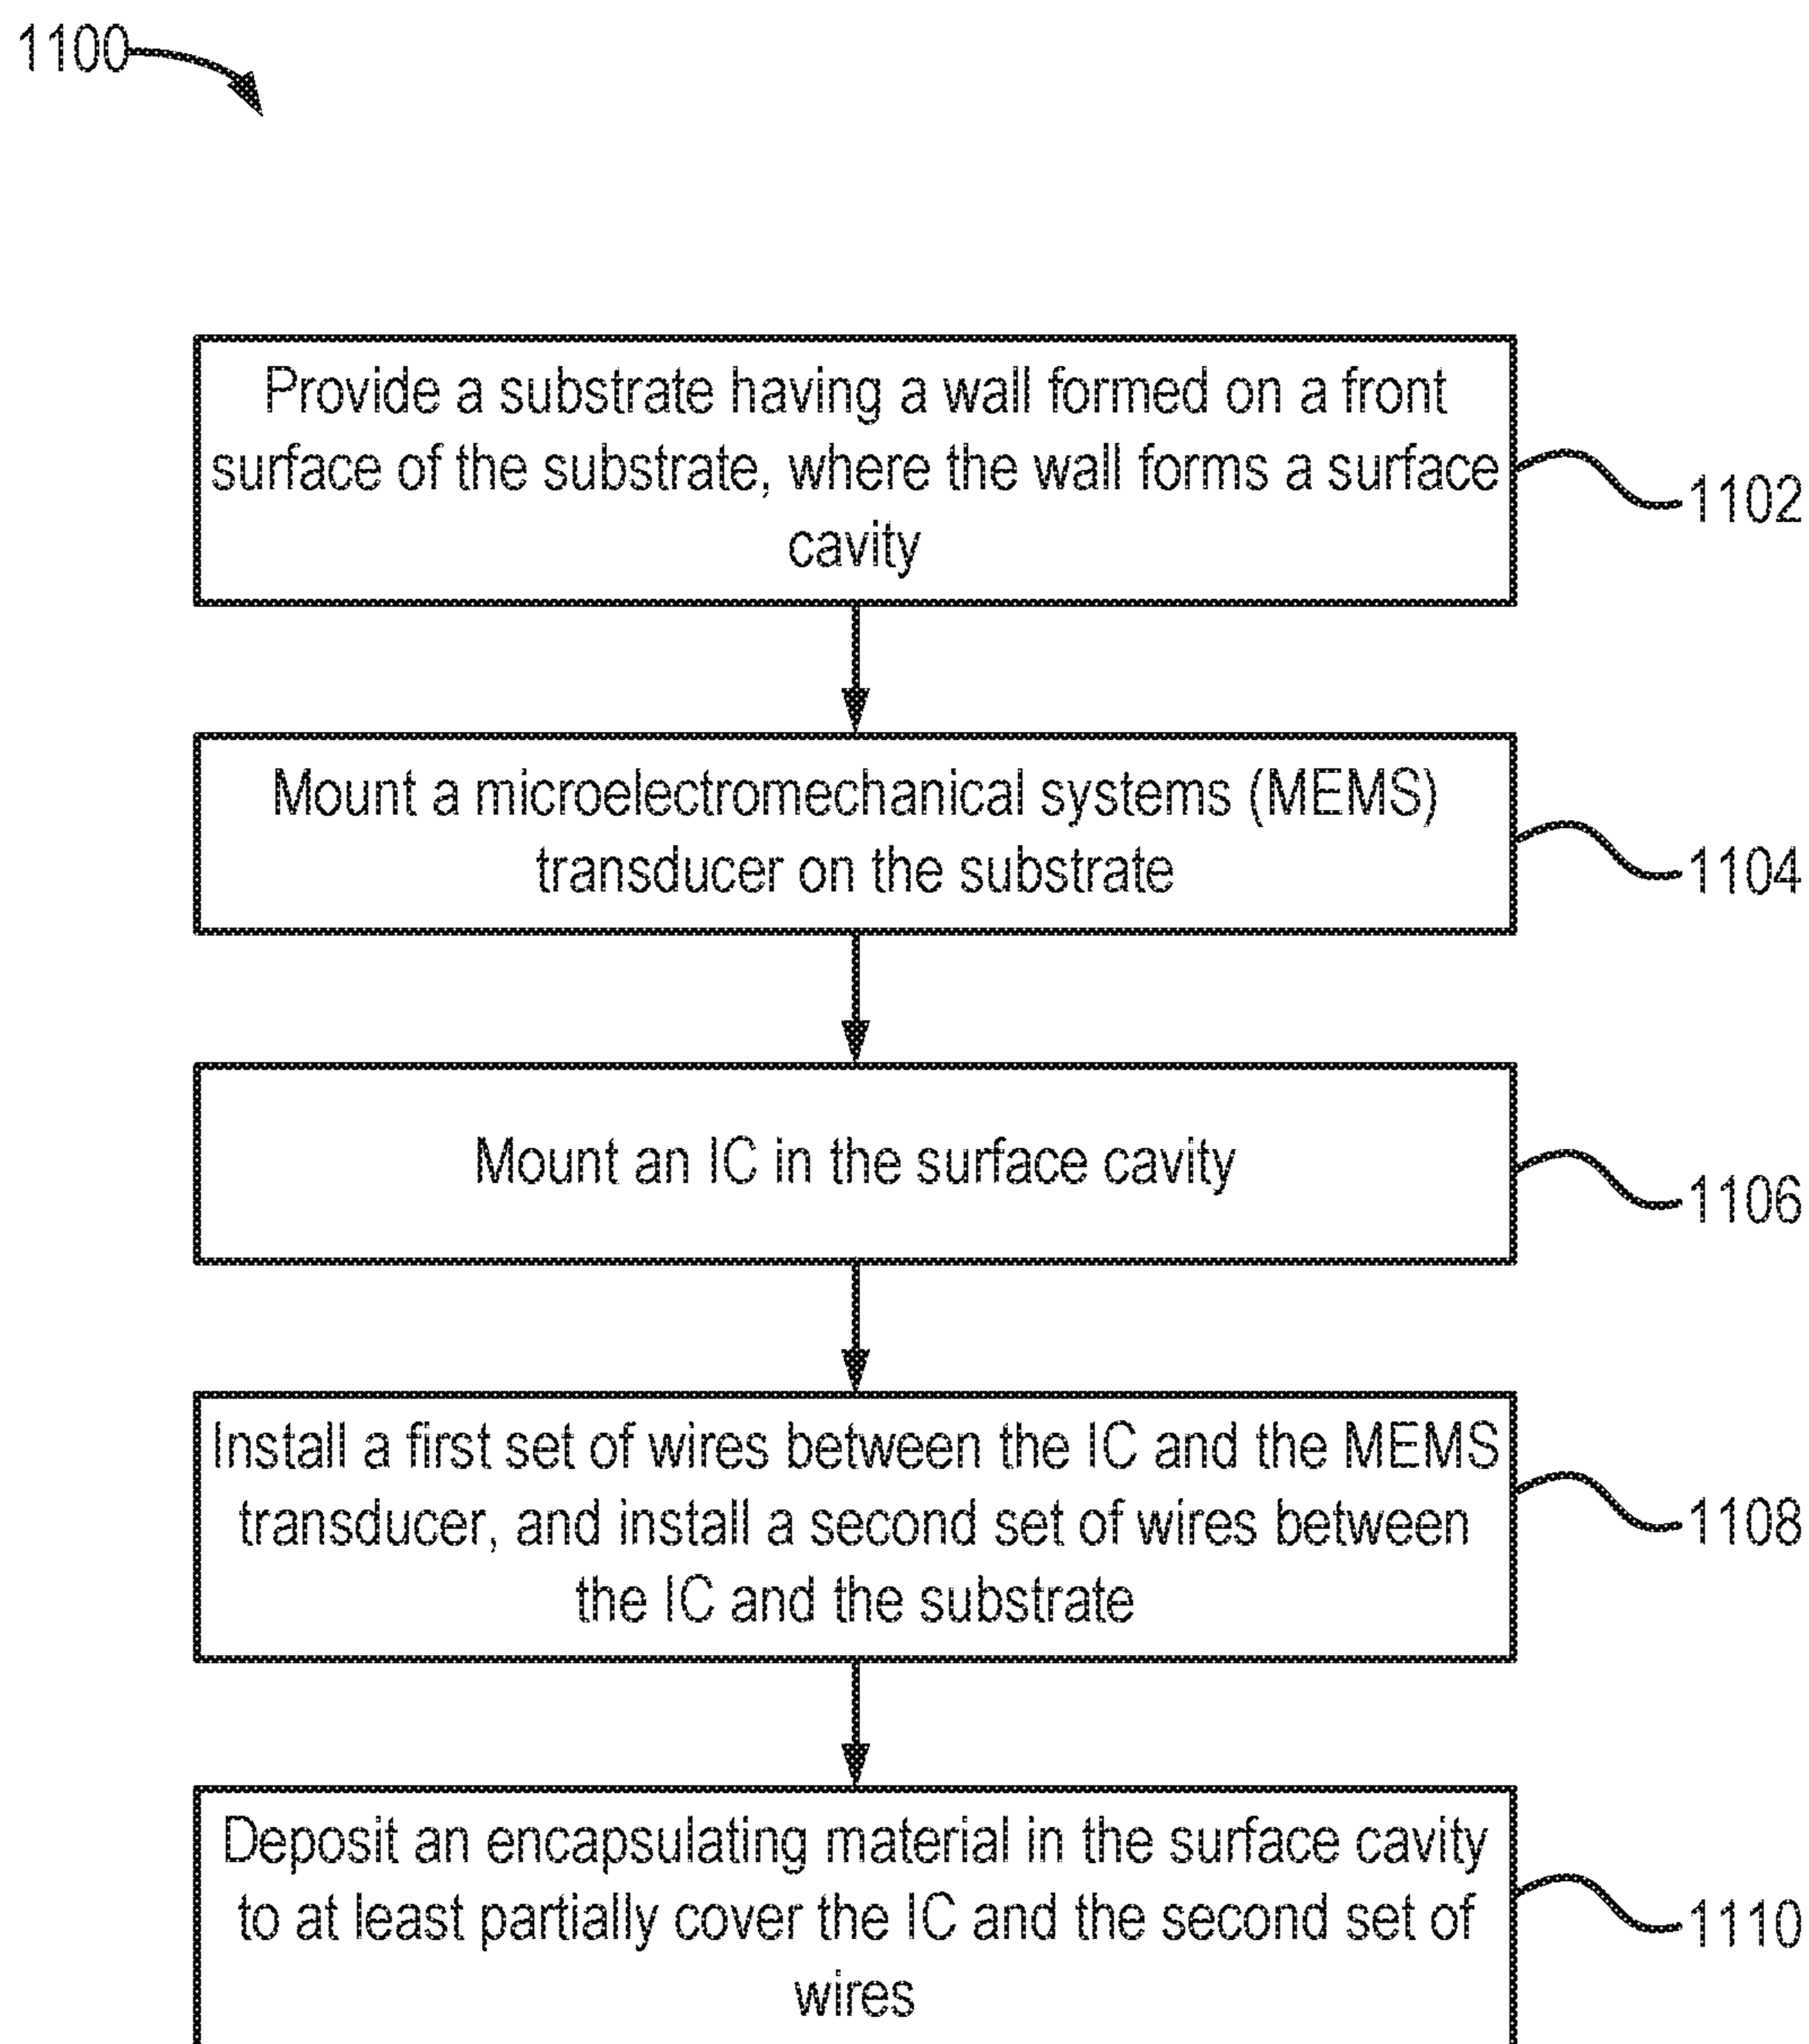 1100
Provide a substrate having a wall formed on a front
surface of the substrate, where the wall forms a surface
cavity
1102
Mount a microelectromechanical systems (MEMS)
transducer on the substrate
1104
Mount an IC in the surface cavity
1106
Install a first set of wires between the IC and the MEMS
transducer, and install a second set of wires between
the IC and the substrate
1108
Deposit an encapsulating material in the surface cavity
to at least partially cover the IC and the second set of
wires
1110